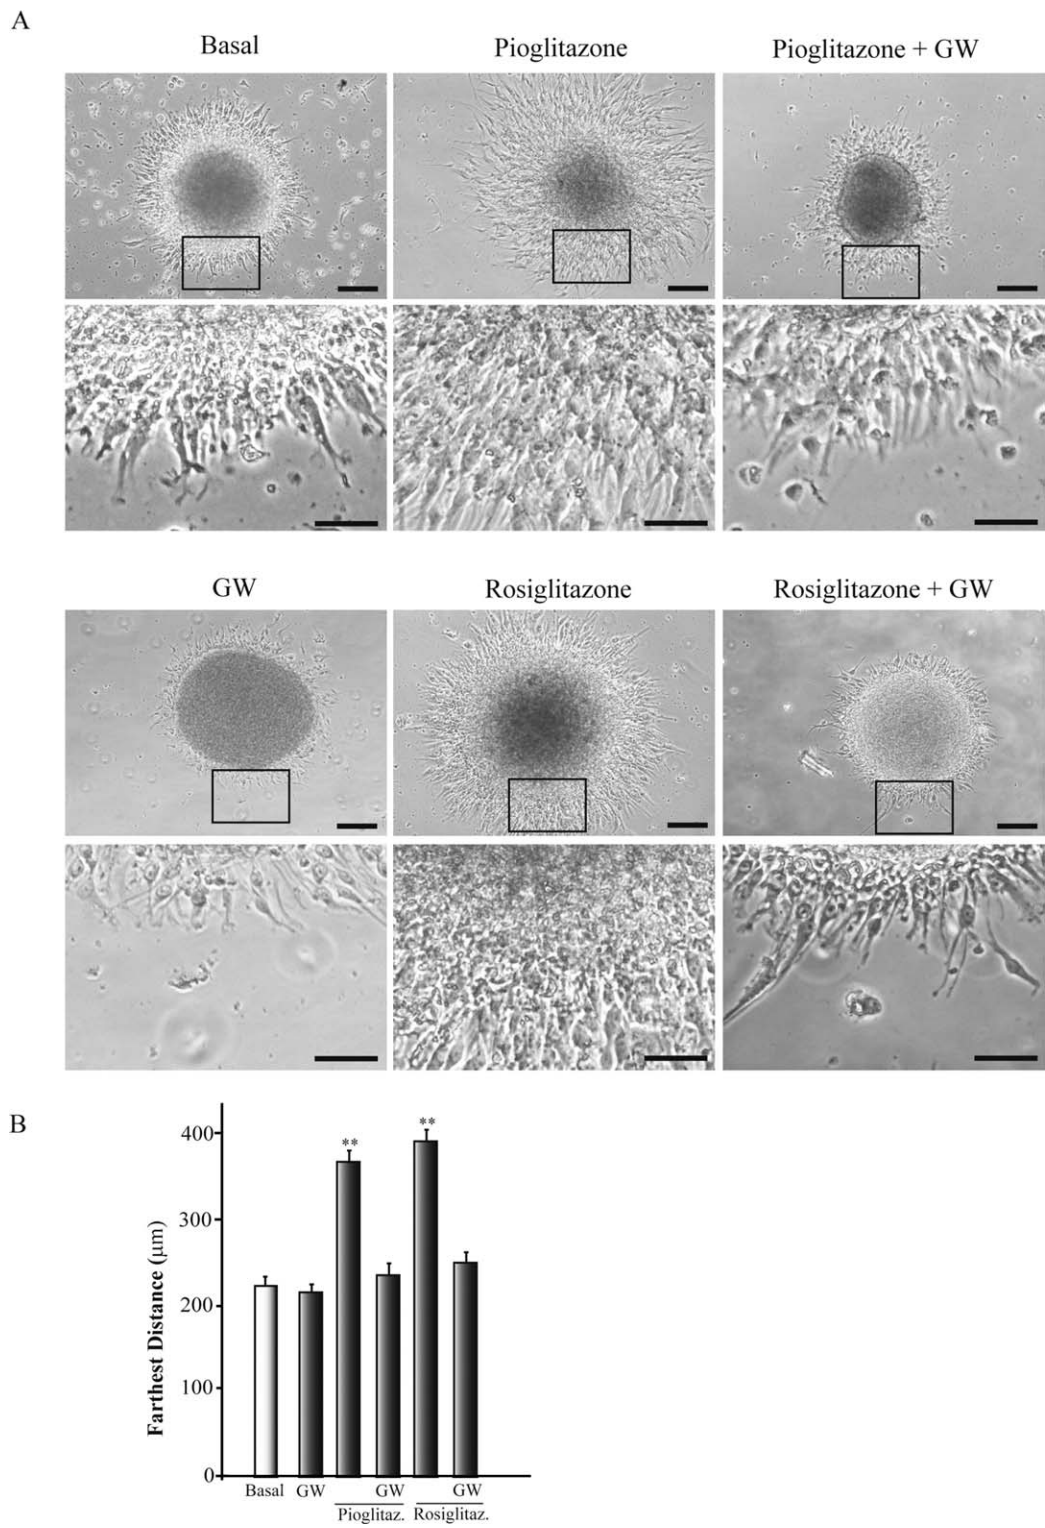 A
Basal
Pioglitazone
Pioglitazone + GW
GW
Rosiglitazone
Rosiglitazone + GW
B
Farthest Distance (µm)
400
300
200
100
0
Basal
GW
GW
GW
Pioglitaz.
Rosiglitaz.
**
**